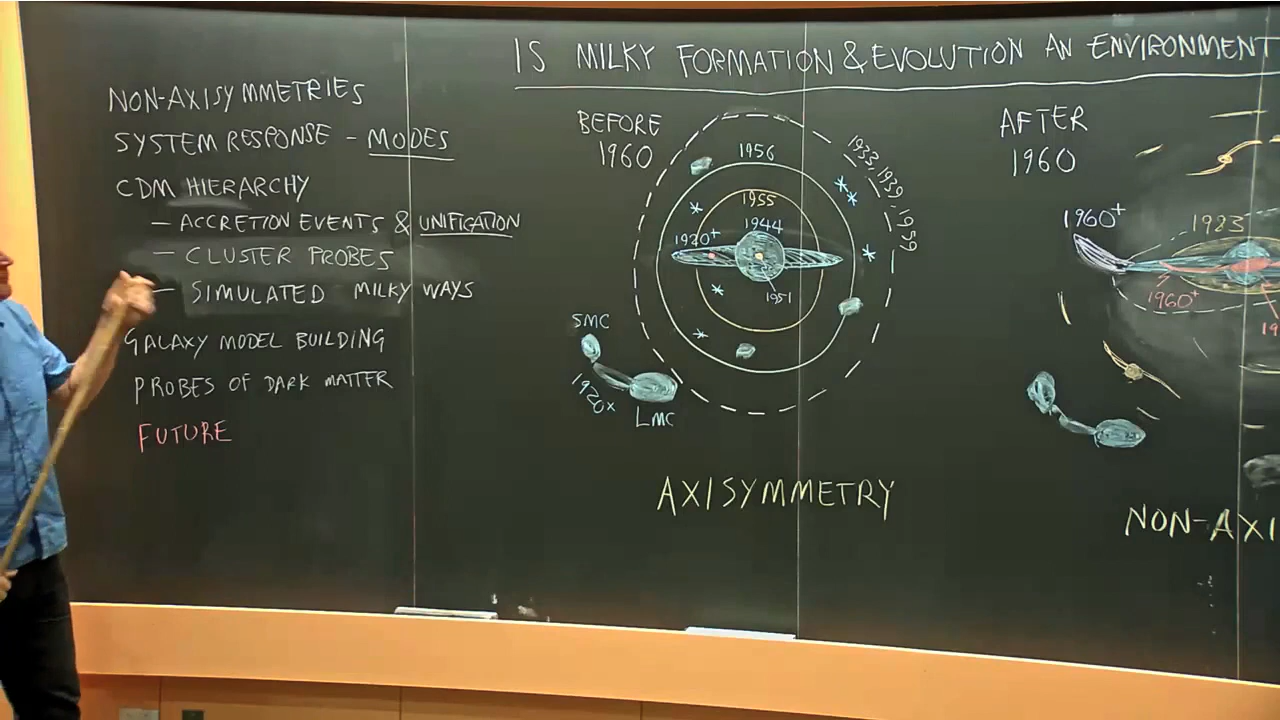 IS MILKY FORMATION & EVOLUTION AN ENVIRONMENT
NON-AXISYMMETRIES
SYSTEM RESPONSE - MODES
CDM HIERARCHY
- ACCRETION EVENTS & UNIFICATION
- CLUSTER PROBES
- SIMULATED MILKY WAYS
GALAXY MODEL BUILDING
PROBES OF DARK MATTER
FUTURE
BEFORE
1960
1956
1933, 1939, 1959
1955
1944
1920+
1951
SMC
1920x
LMC
AXISYMMETRY
AFTER
1960
1960+
1983
1960+
19
NON-AXI